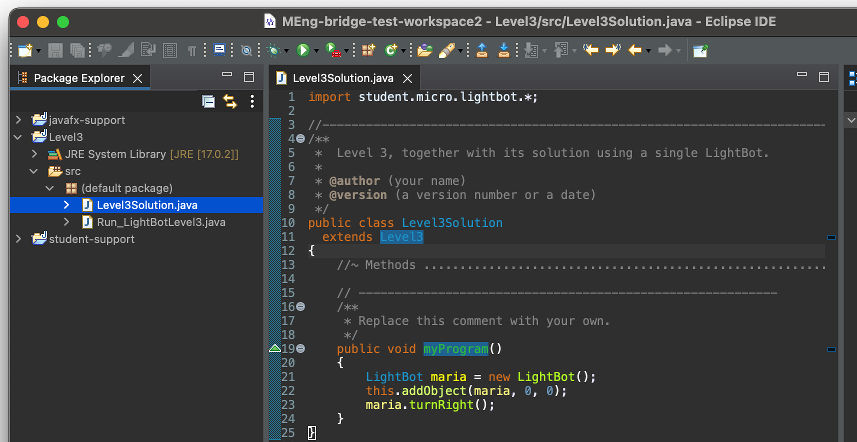 MEng-bridge-test-workspace2 - Level3/src/Level3Solution.java - Eclipse IDE
Package Explorer
javafx-support
Level3
JRE System Library [JRE [17.0.2]]
src
(default package)
Level3Solution.java
Run_LightBotLevel3.java
student-support
Level3Solution.java
1 import student.micro.lightbot.*;
2
3 //----------------------------------------------------------------------
4 /**
5  *  Level 3, together with its solution using a single LightBot.
6  *
7  * @author (your name)
8  * @version (a version number or a date)
9  */
10 public class Level3Solution
11   extends Level3
12 {
13     //~ Methods ........................................................
14
15     // ----------------------------------------------------------
16     /**
17      * Replace this comment with your own.
18      */
19     public void myProgram()
20     {
21         LightBot maria = new LightBot();
22         this.addObject(maria, 0, 0);
23         maria.turnRight();
24     }
25 }